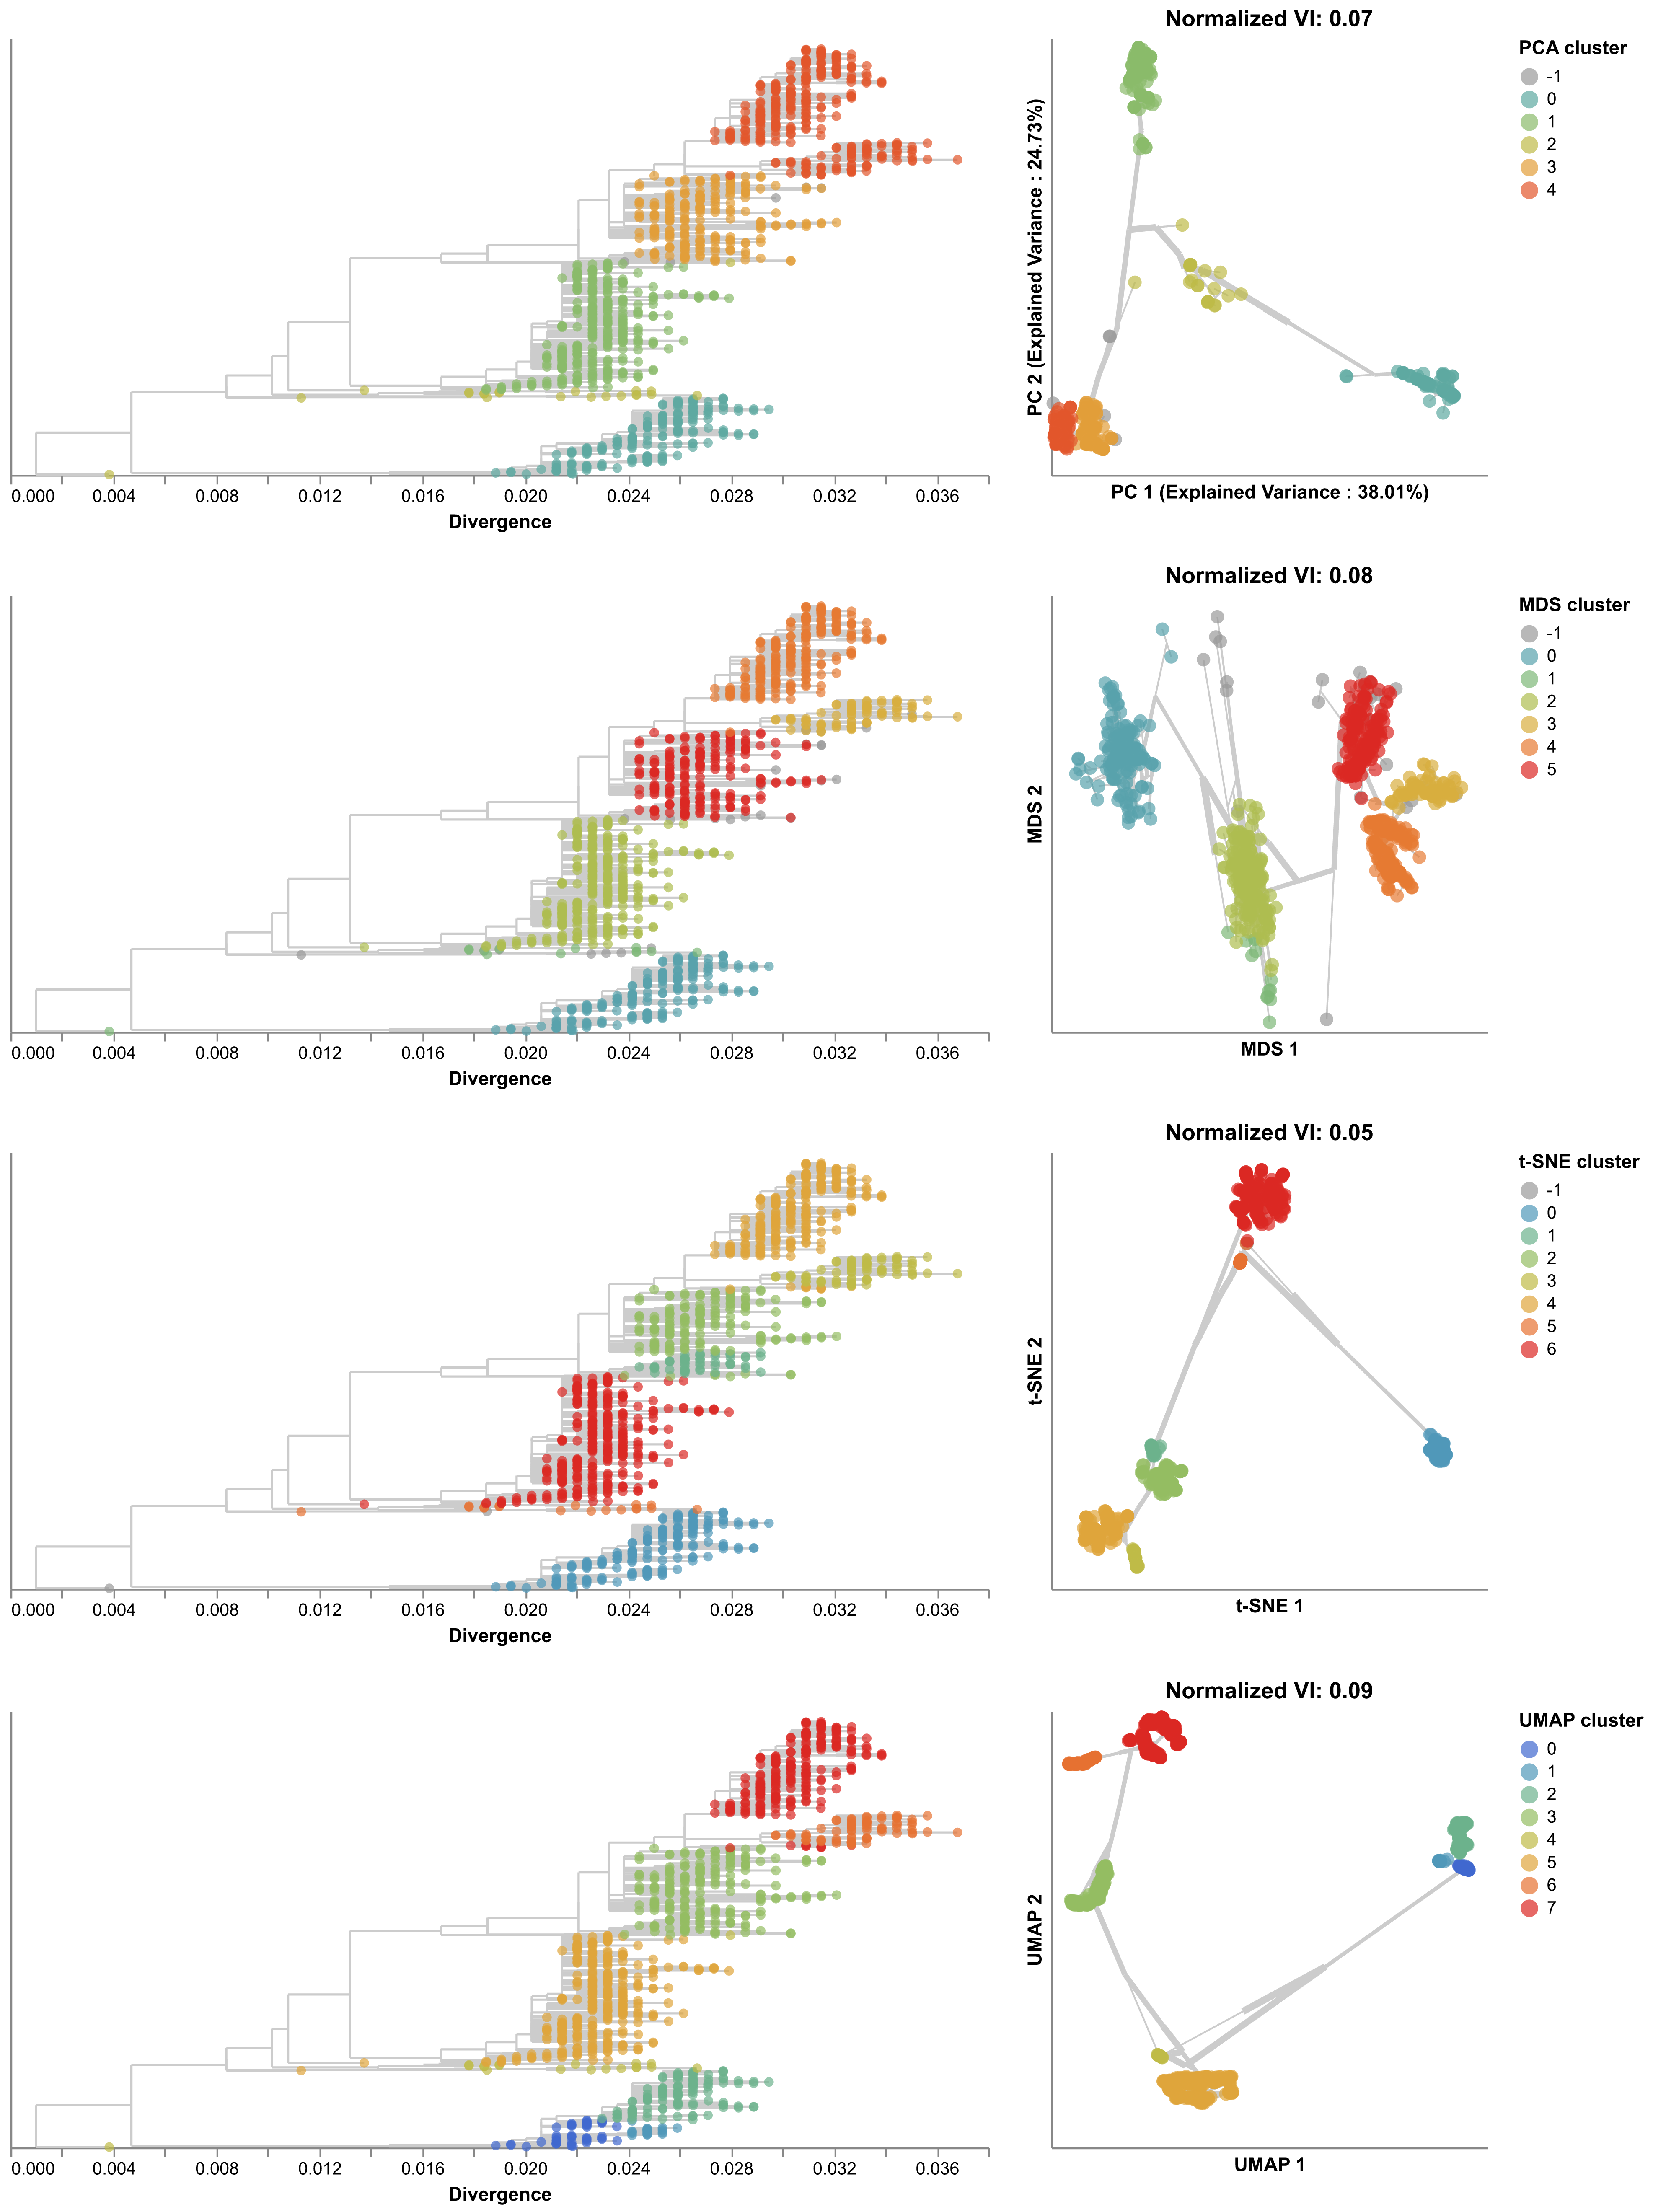 Normalized VI: 0.07
PCA cluster
-1
0
1
2
3
4
PC 2 (Explained Variance : 24.73%)
0.000 0.004 0.008 0.012 0.016 0.020 0.024 0.028 0.032 0.036
Divergence
PC 1 (Explained Variance : 38.01%)
Normalized VI: 0.08
MDS cluster
-1
0
1
2
3
4
5
MDS 2
0.000 0.004 0.008 0.012 0.016 0.020 0.024 0.028 0.032 0.036
Divergence
MDS 1
Normalized VI: 0.05
t-SNE cluster
-1
0
1
2
3
4
5
6
t-SNE 2
0.000 0.004 0.008 0.012 0.016 0.020 0.024 0.028 0.032 0.036
Divergence
t-SNE 1
Normalized VI: 0.09
UMAP cluster
0
1
2
3
4
5
6
7
UMAP 2
0.000 0.004 0.008 0.012 0.016 0.020 0.024 0.028 0.032 0.036
Divergence
UMAP 1